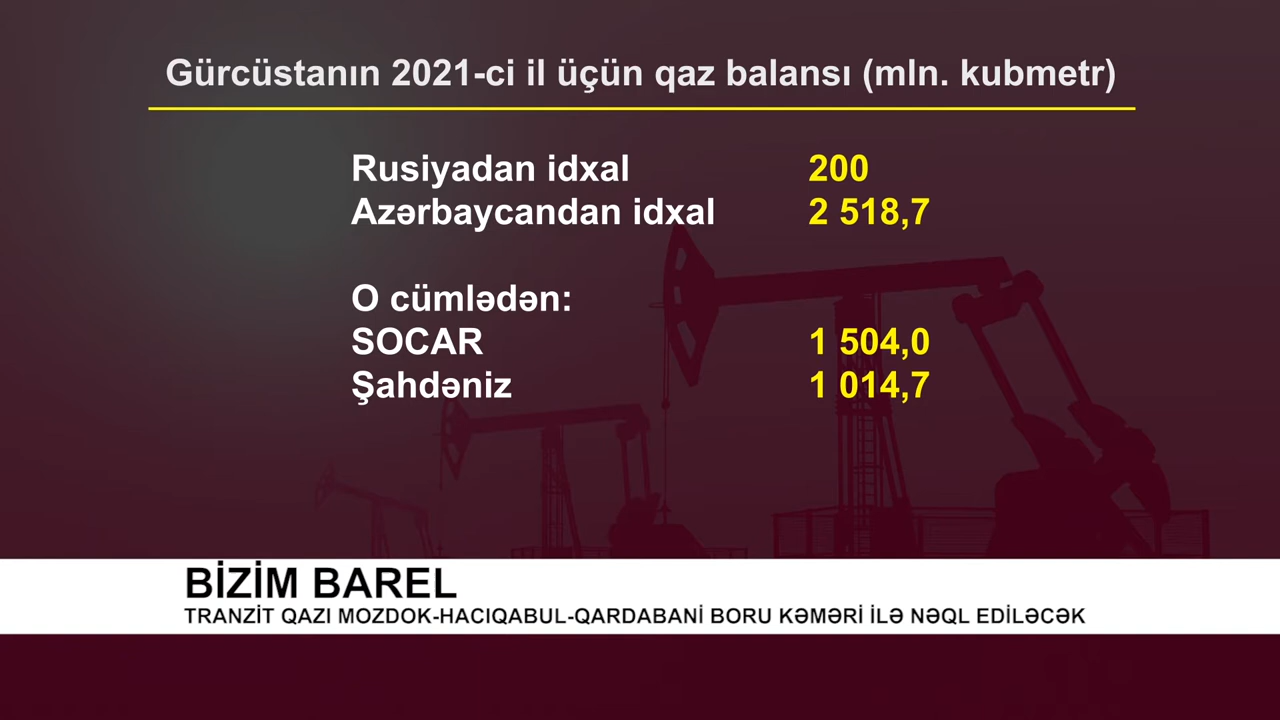 Gürcüstanın 2021-ci il üçün qaz balansı (mln. kubmetr)
Rusiyadan idxal 200
Azərbaycandan idxal 2 518,7
O cümlədən:
SOCAR 1 504,0
Şahdəniz 1 014,7
BİZİM BAREL
TRANZİT QAZI MOZDOK-HACIQABUL-QARDABANİ BORU KƏMƏRİ İLƏ NƏQL EDİLƏCƏK